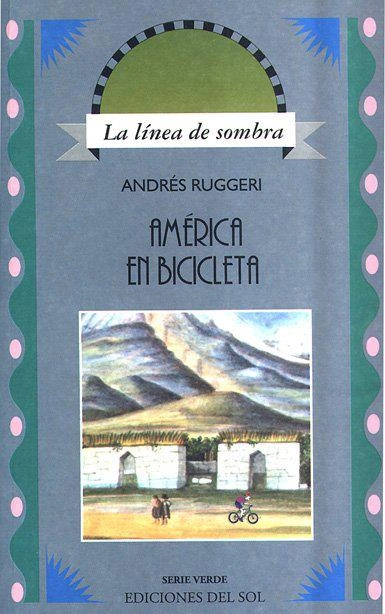 La línea de sombra
ANDRÉS RUGGERI
AMÉRICA
EN BICICLETA
SERIE VERDE
EDICIONES DEL SOL